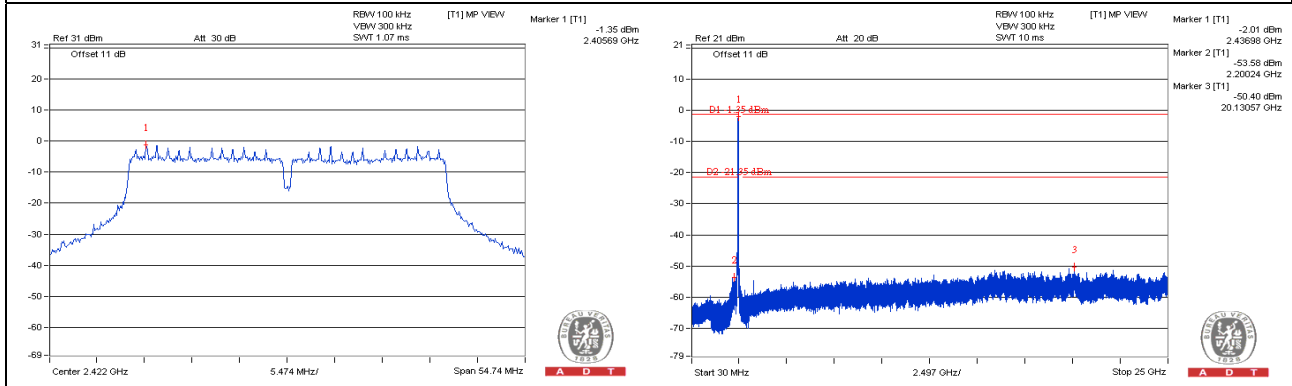 RBW 100 kHz [T1] MP VIEW
VBW 300 kHz
Ref 31 dBm Att 30 dB SWT 1.07 ms
Marker 1 [T1]
-1.35 dBm
2.40569 GHz
31
Offset 11 dB
20
10
0
-10
-20
-30
-40
-50
-60
-69
1
Center 2.422 GHz 5.474 MHz/ Span 54.74 MHz
BUREAU VERITAS
1828
A D T
RBW 100 kHz [T1] MP VIEW
VBW 300 kHz
Ref 21 dBm Att 20 dB SWT 10 ms
Marker 1 [T1]
-2.01 dBm
2.43698 GHz
Marker 2 [T1]
-53.58 dBm
2.20024 GHz
Marker 3 [T1]
-50.40 dBm
20.13057 GHz
21
Offset 11 dB
10
0
-10
-20
-30
-40
-50
-60
-70
-79
1
D1 -1.35 dBm
D2 -21.35 dBm
2
3
Start 30 MHz 2.497 GHz/ Stop 25 GHz
BUREAU VERITAS
1828
A D T